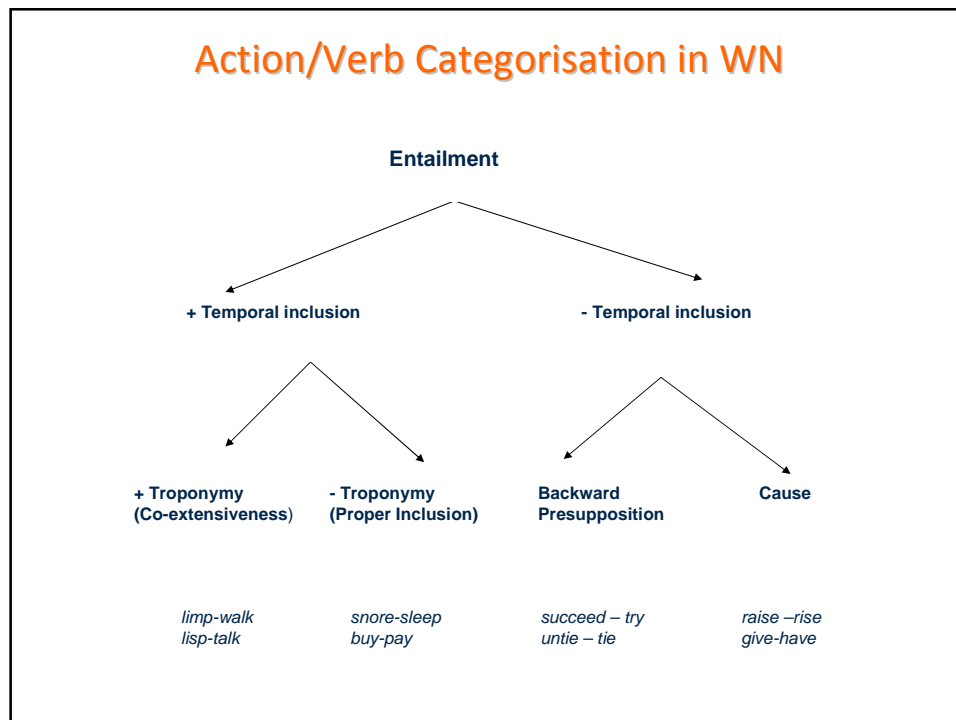 Action/Verb Categorisation in WN
Entailment
+ Temporal inclusion
- Temporal inclusion
+ Troponymy
(Co-extensiveness)
- Troponymy
(Proper Inclusion)
Backward
Presupposition
Cause
limp-walk
lisp-talk
snore-sleep
buy-pay
succeed – try
untie – tie
raise –rise
give-have